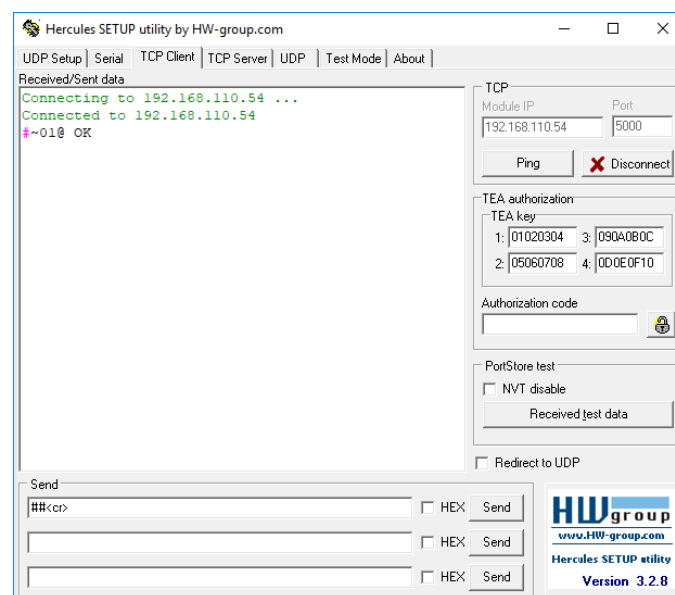 Hercules SETUP utility by HW-group.com
UDP Setup Serial TCP Client TCP Server UDP Test Mode About
Received/Sent data
Connecting to 192.168.110.54 ...
Connected to 192.168.110.54
#~01@ OK
TCP
Module IP Port
192.168.110.54 5000
Ping Disconnect
TEA authorization
TEA key
1: 01020304 3: 090A0B0C
2: 05060708 4: 0D0E0F10
Authorization code
PortStore test
NVT disable
Received test data
Redirect to UDP
Send
##<cr> HEX Send
HEX Send
HEX Send
HW group
www.HW-group.com
Hercules SETUP utility
Version 3.2.8